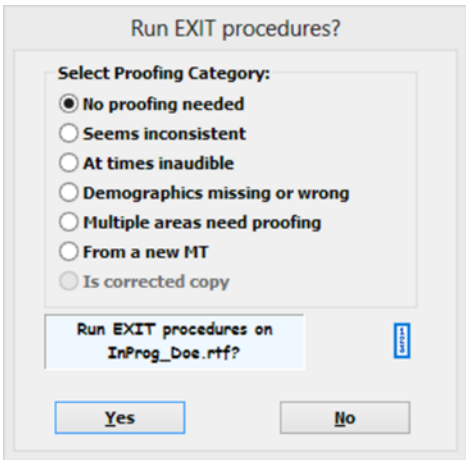 Run EXIT procedures?
Select Proofing Category:
No proofing needed
Seems inconsistent
At times inaudible
Demographics missing or wrong
Multiple areas need proofing
From a new MT
Is corrected copy
Run EXIT procedures on
InProg_Doe.rtf?
Yes
No